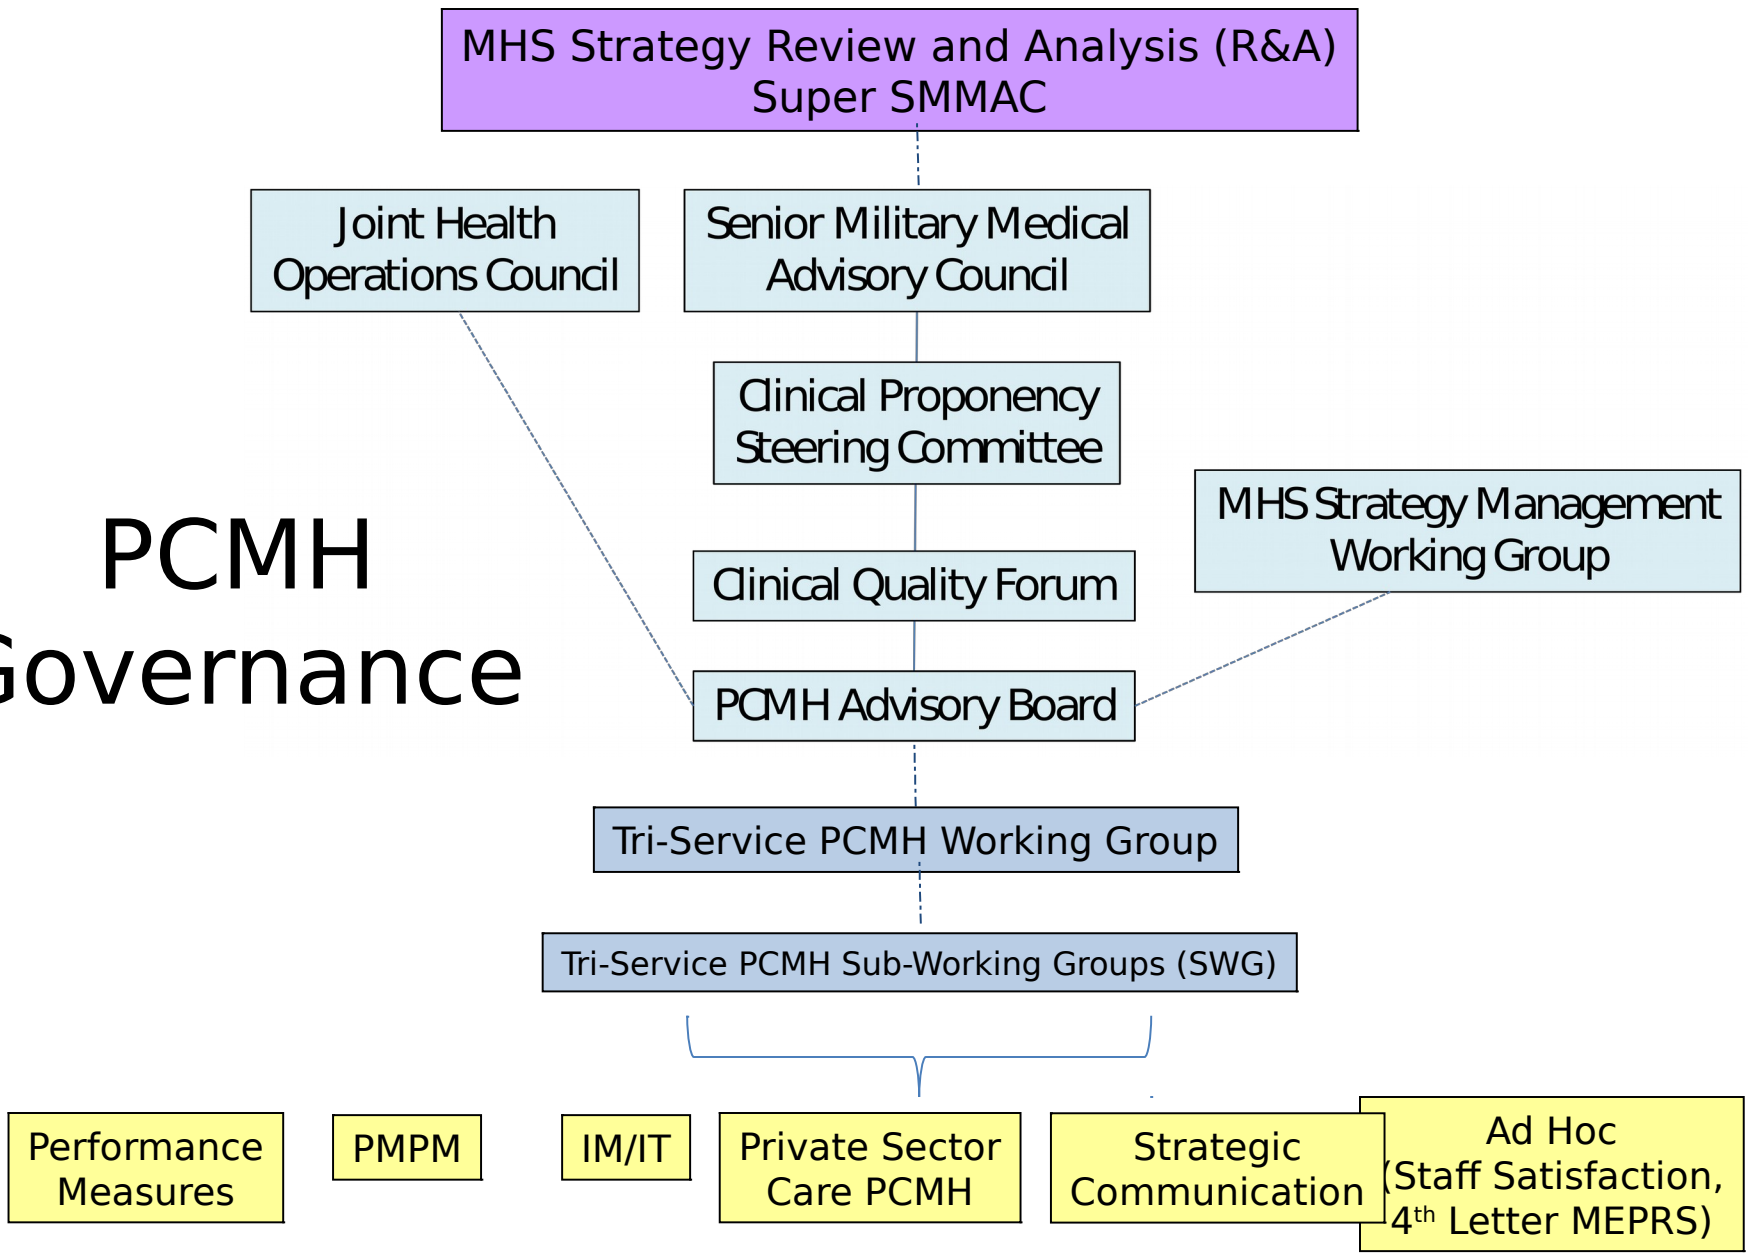 MHS Strategy Review and Analysis (R&A)
Super SMMAC
Joint Health
Operations Council
Senior Military Medical
Advisory Council
Clinical Proponency
Steering Committee
MHS Strategy Management
Working Group
PCMH
Governance
Clinical Quality Forum
PCMH Advisory Board
Tri-Service PCMH Working Group
Tri-Service PCMH Sub-Working Groups (SWG)
Performance
Measures
PMPM
IM/IT
Private Sector
Care PCMH
Strategic
Communication
Ad Hoc
(Staff Satisfaction,
4th Letter MEPRS)